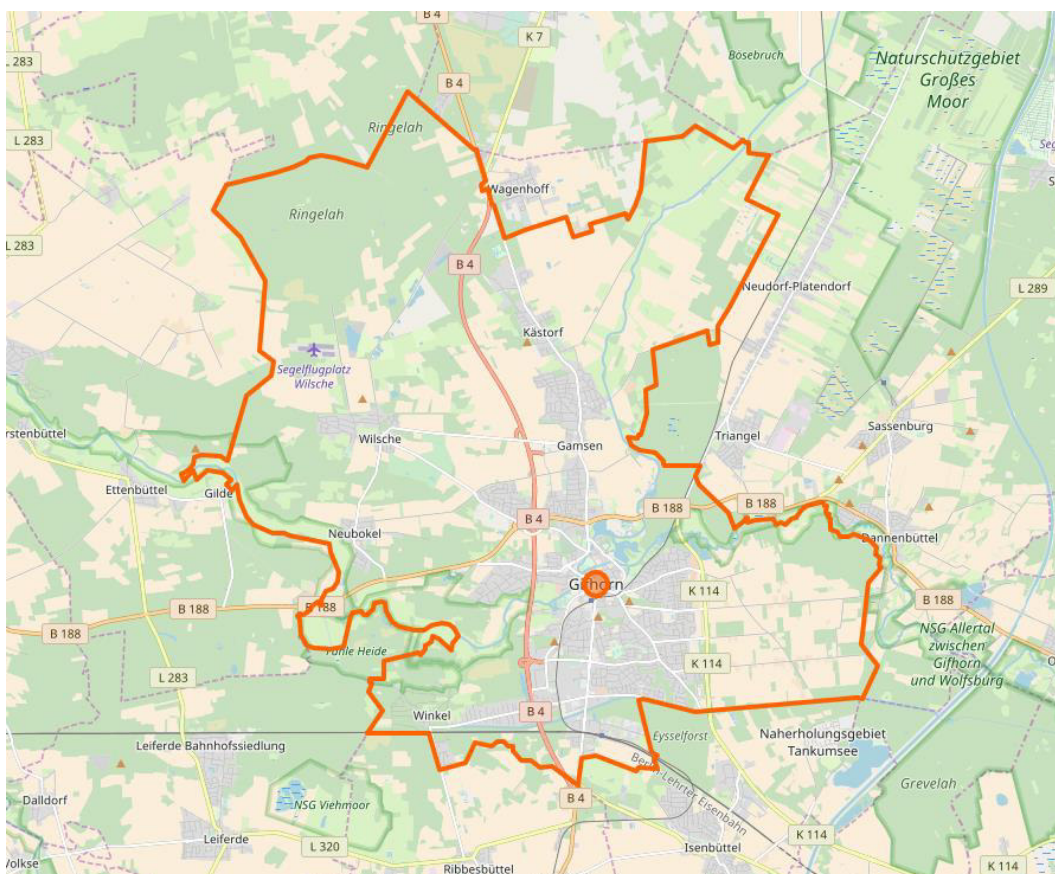 B 4
K 7
L 283
Bösebruch
Naturschutzgebiet
Großes
Moor
B 4
Ringelah
L 283
Wagenhoff
Ringelah
L 283
B 4
Neudorf-Platendorf
L 289
Kästorf
Segelflugplatz
Wilsche
Sassenburg
Triangel
Wilsche
Gamsen
Ettenbüttel
Gilde
B 188
B 188
B 4
Neubokel
Dannenbüttel
Gifhorn
K 114
B 188
B 188
B 188
B 188
NSG Allertal
zwischen
Gifhorn
und Wolfsburg
Fahle Heide
K 114
L 283
Winkel
B 4
Eysselforst
Naherholungsgebiet
Tankumsee
Leiferde Bahnhofssiedlung
Berlin-Lehrter Eisenbahn
Grevelah
NSG Viehmoor
B 4
Dalldorf
Leiferde
L 320
K 114
Isenbüttel
K 114
Ribbesbüttel